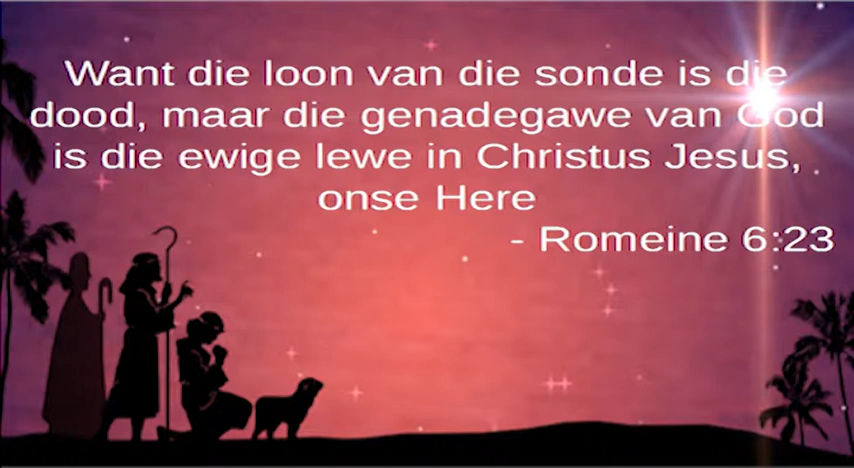 Want die loon van die sonde is die
dood, maar die genadegawe van God
is die ewige lewe in Christus Jesus,
onse Here
- Romeine 6:23